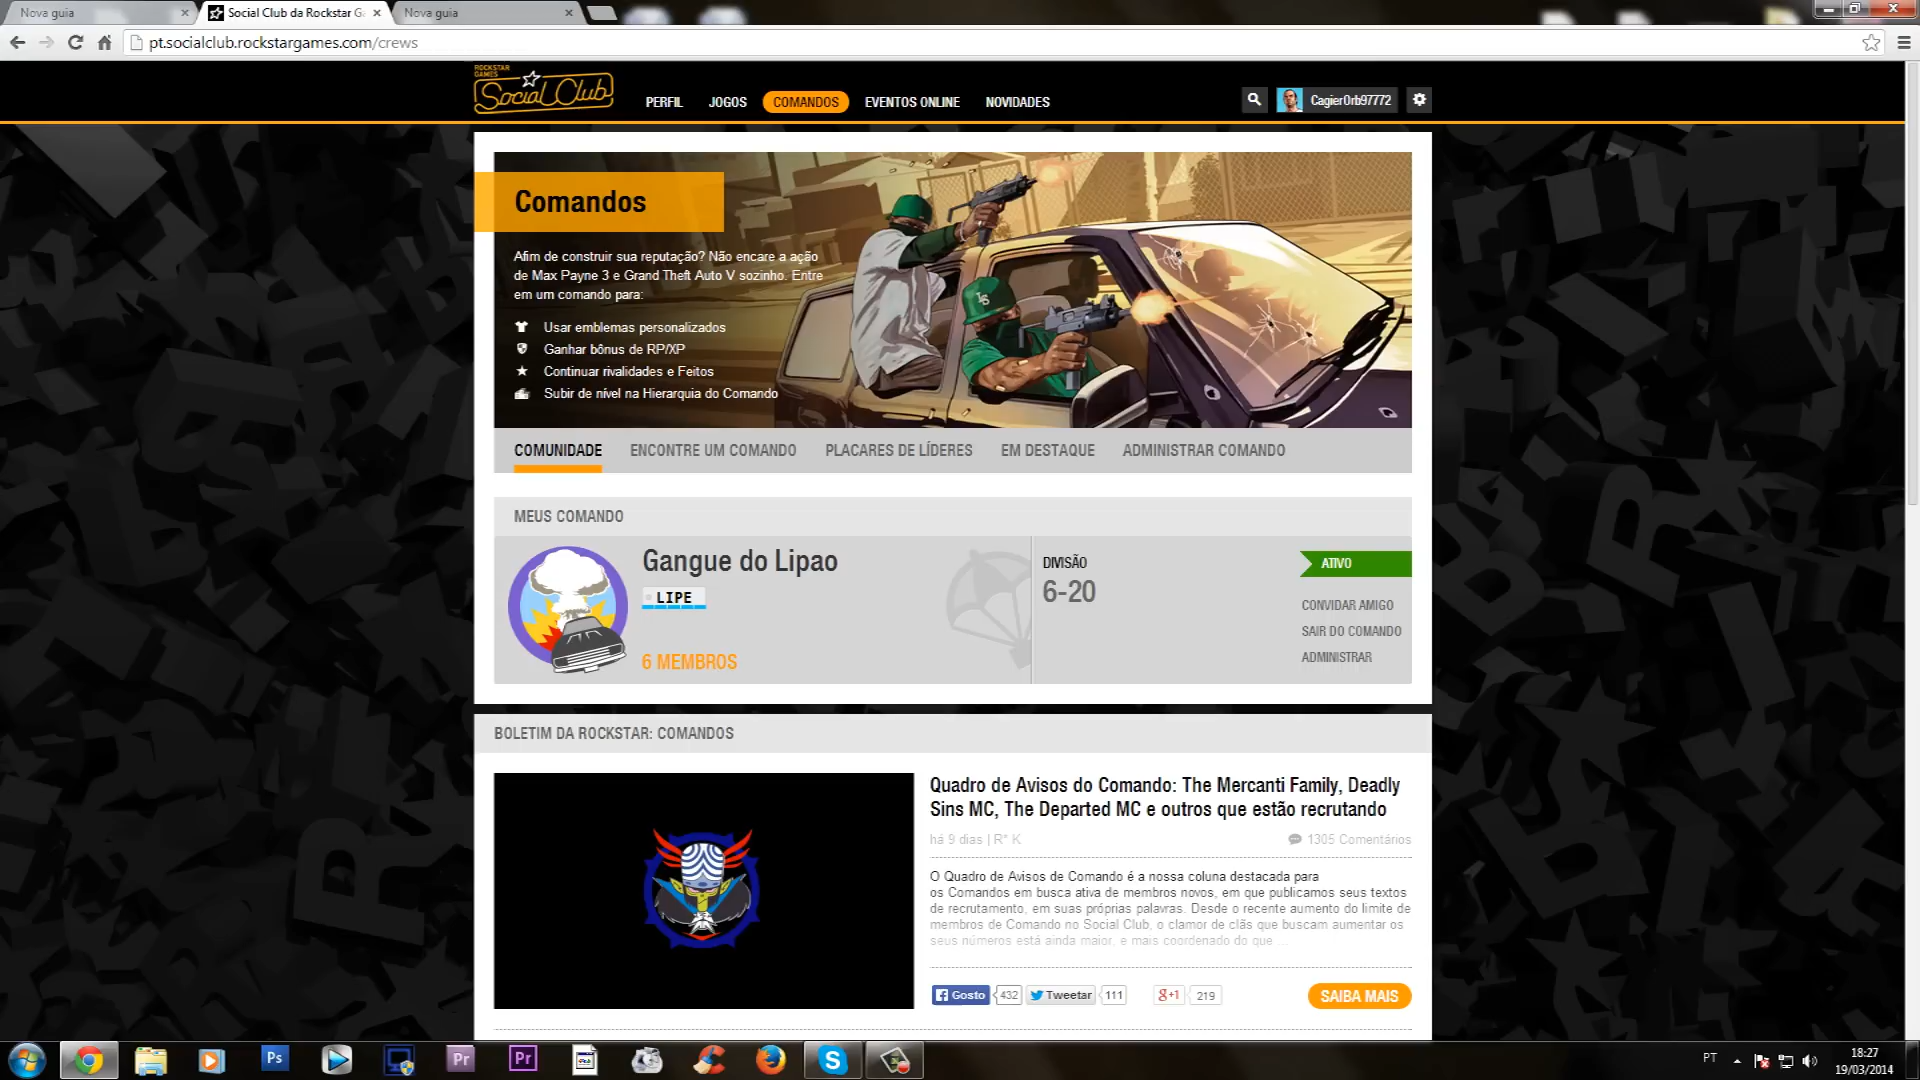 Nova guia
Social Club da Rockstar Ga
Nova guia
pt.socialclub.rockstargames.com/crews
ROCKSTAR
GAMES
Social Club
PERFIL
JOGOS
COMANDOS
EVENTOS ONLINE
NOVIDADES
CagierOrb97772
Comandos
Afim de construir sua reputação? Não encare a ação
de Max Payne 3 e Grand Theft Auto V sozinho. Entre
em um comando para:
Usar emblemas personalizados
Ganhar bônus de RP/XP
Continuar rivalidades e Feitos
Subir de nível na Hierarquia do Comando
LS
COMUNIDADE
ENCONTRE UM COMANDO
PLACARES DE LÍDERES
EM DESTAQUE
ADMINISTRAR COMANDO
MEUS COMANDO
Gangue do Lipao
LIPE
6 MEMBROS
DIVISÃO
6-20
ATIVO
CONVIDAR AMIGO
SAIR DO COMANDO
ADMINISTRAR
BOLETIM DA ROCKSTAR: COMANDOS
Quadro de Avisos do Comando: The Mercanti Family, Deadly
Sins MC, The Departed MC e outros que estão recrutando
há 9 dias | R* K
1305 Comentários
O Quadro de Avisos de Comando é a nossa coluna destacada para
os Comandos em busca ativa de membros novos, em que publicamos seus textos
de recrutamento, em suas próprias palavras. Desde o recente aumento do limite de
membros de Comando no Social Club, o clamor de clãs que buscam aumentar os
seus números está ainda maior, e mais coordenado do que ...
Gosto
432
Tweetar
111
g+1
219
SAIBA MAIS
Ps
Pr
Pr
S
PT
18:27
19/03/2014